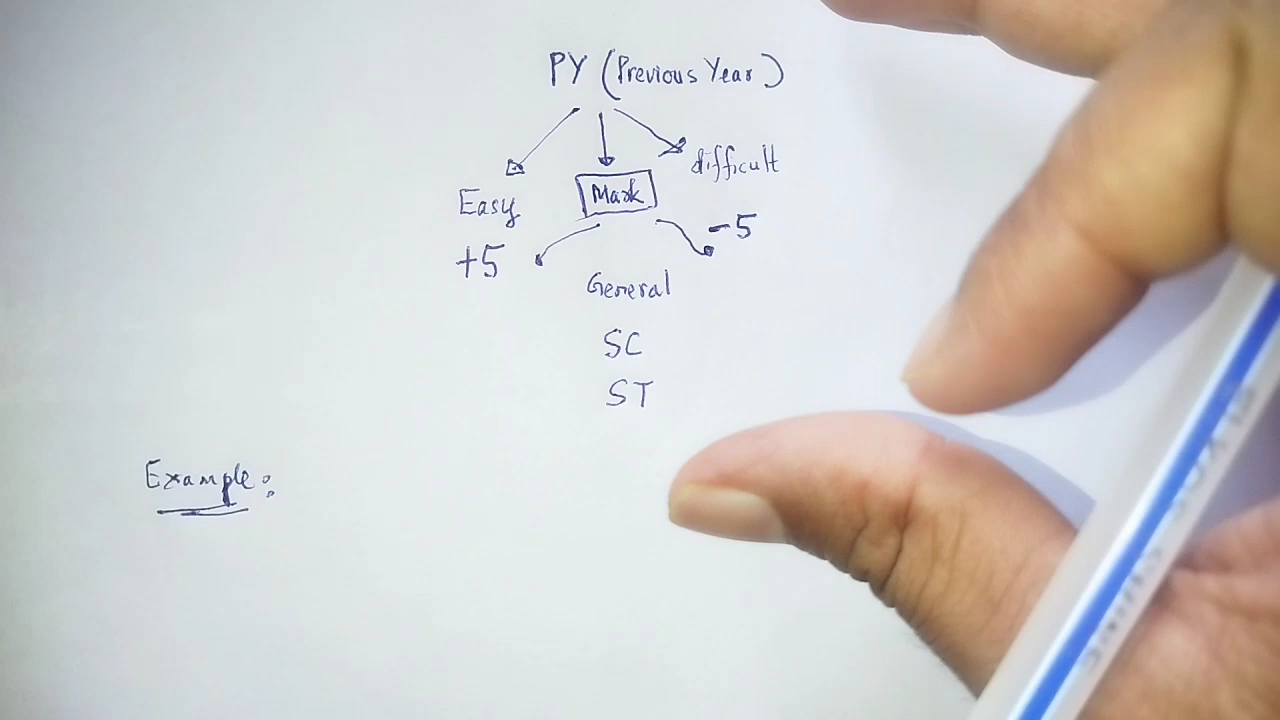 PY (Previous Year)
difficult
Mark
Easy
-5
+5
General
SC
ST
Example: